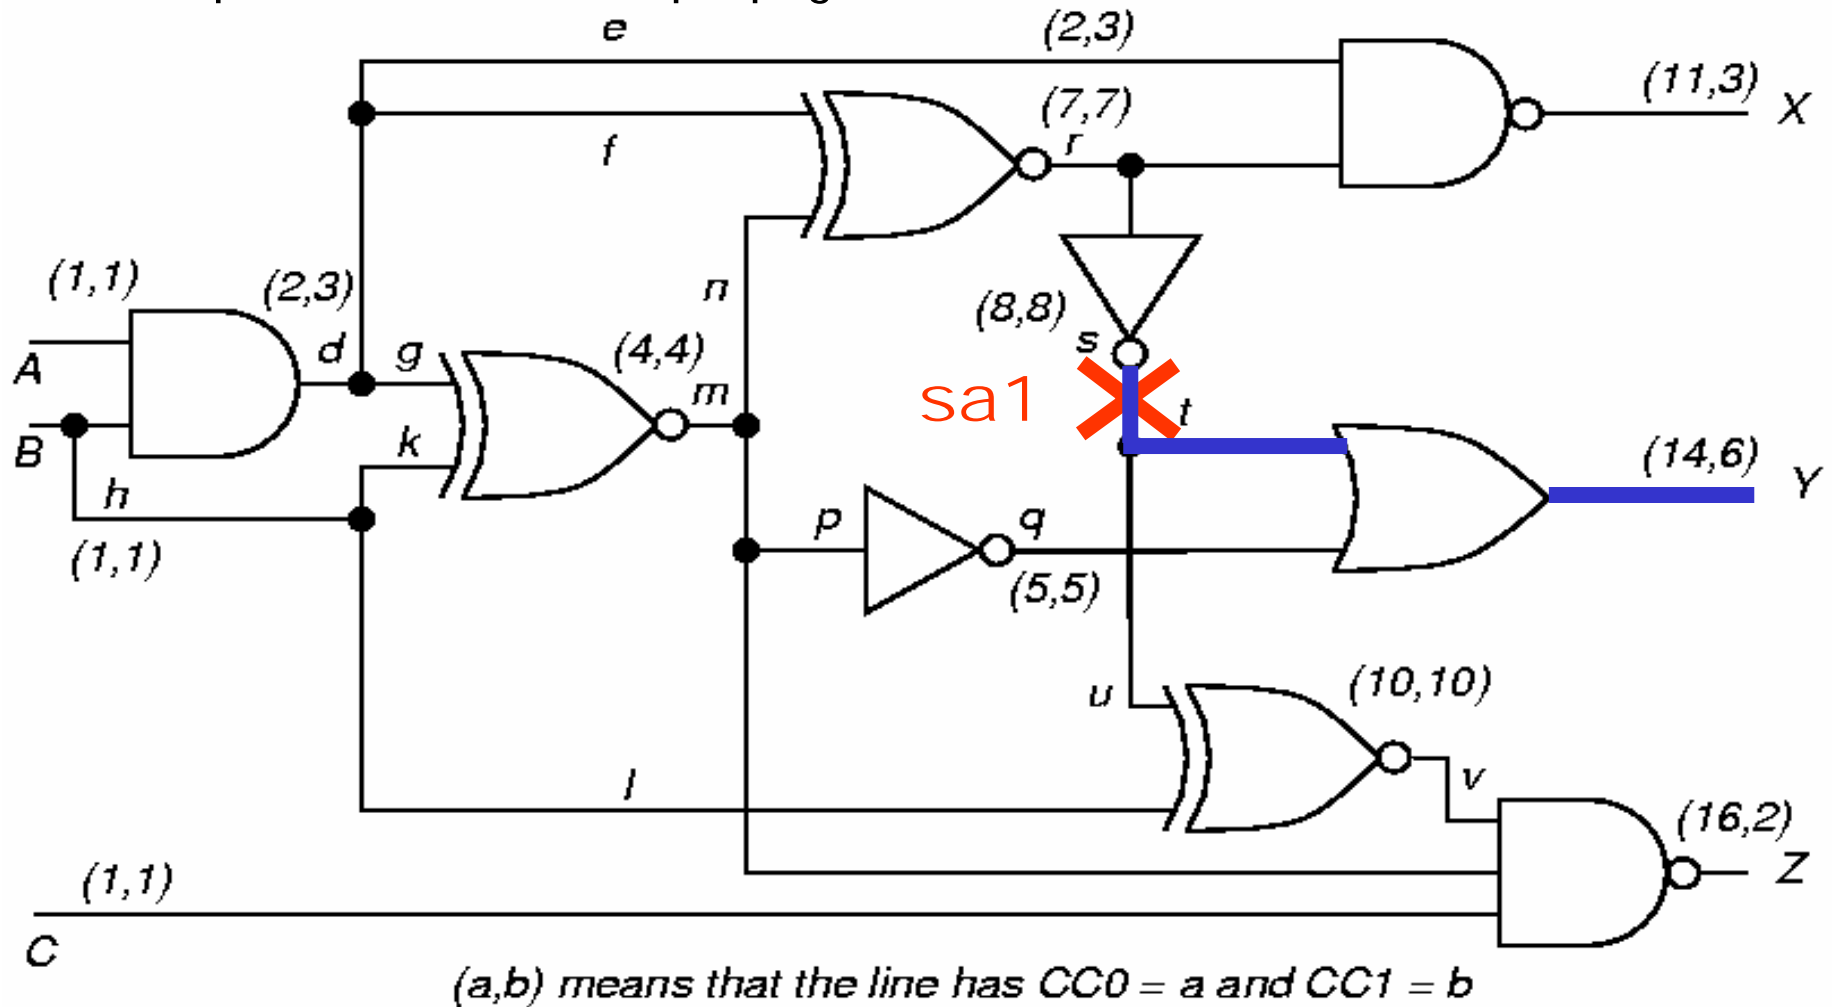 e (2,3)
(11,3) X
(7,7)
f r
(1,1) (2,3) n
(8,8)
A d g (4,4) s
m
sa1 t
B k
h (14,6) Y
(1,1) p q
(5,5)
u (10,10)
l v
(16,2)
(1,1) Z
C
(a,b) means that the line has CC0 = a and CC1 = b